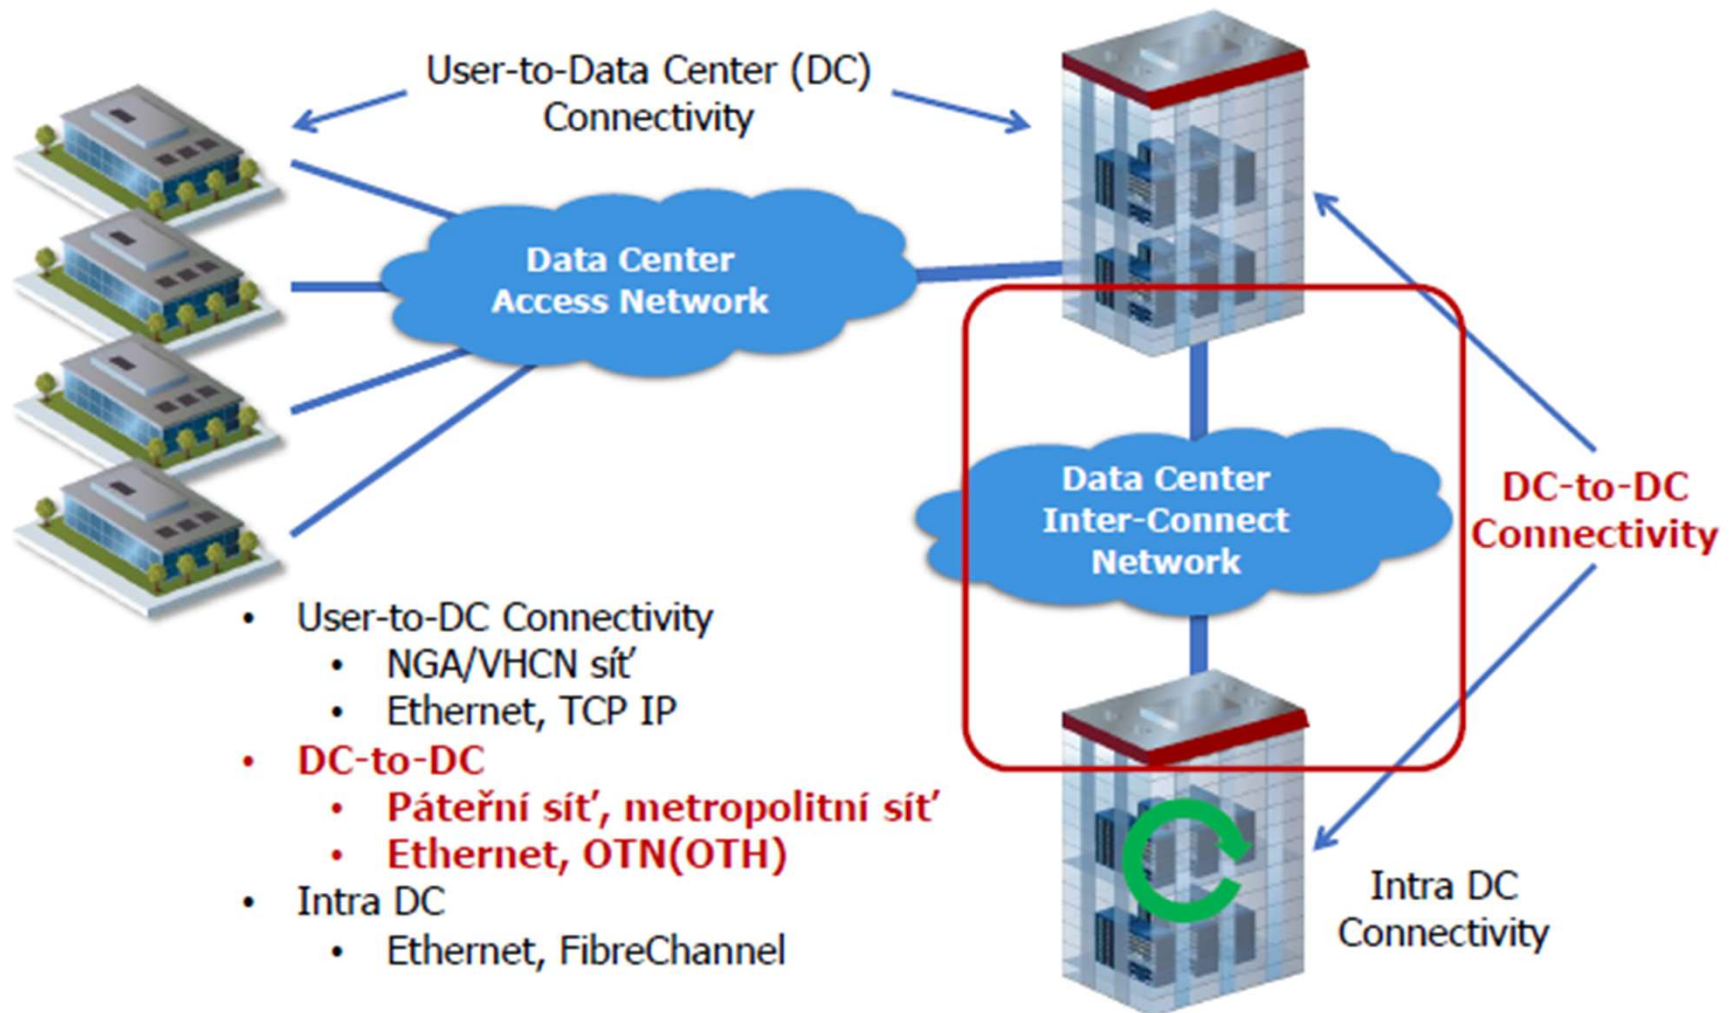 User-to-Data Center (DC)
Connectivity
Data Center
Access Network
Data Center
Inter-Connect
Network
DC-to-DC
Connectivity
• User-to-DC Connectivity
• NGA/VHCN síť
• Ethernet, TCP IP
• DC-to-DC
• Páteřní síť, metropolitní síť
• Ethernet, OTN(OTH)
• Intra DC
• Ethernet, FibreChannel
Intra DC
Connectivity